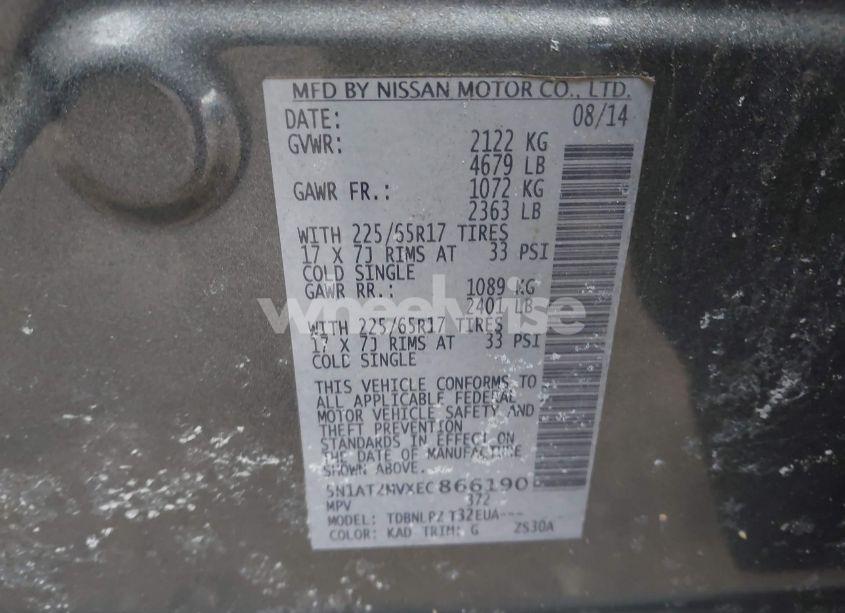 MFD BY NISSAN MOTOR CO., LTD.
DATE: 08/14
GVWR: 2122 KG
4679 LB
GAWR FR.: 1072 KG
2363 LB
WITH 225/65R17 TIRES
17 X 7J RIMS AT 33 PSI
COLD SINGLE
GAWR RR.: 1089 KG
2401 LB
WITH 225/65R17 TIRES
17 X 7J RIMS AT 33 PSI
COLD SINGLE
wheelwise
THIS VEHICLE CONFORMS TO
ALL APPLICABLE FEDERAL
MOTOR VEHICLE SAFETY AND
THEFT PREVENTION
STANDARDS IN EFFECT ON
THE DATE OF MANUFACTURE
SHOWN ABOVE.
5N1AT2MVXEC866190
MPV 372
MODEL: TDBNLPZ T32EUA---
COLOR: KAD TRIM: G ZS30A